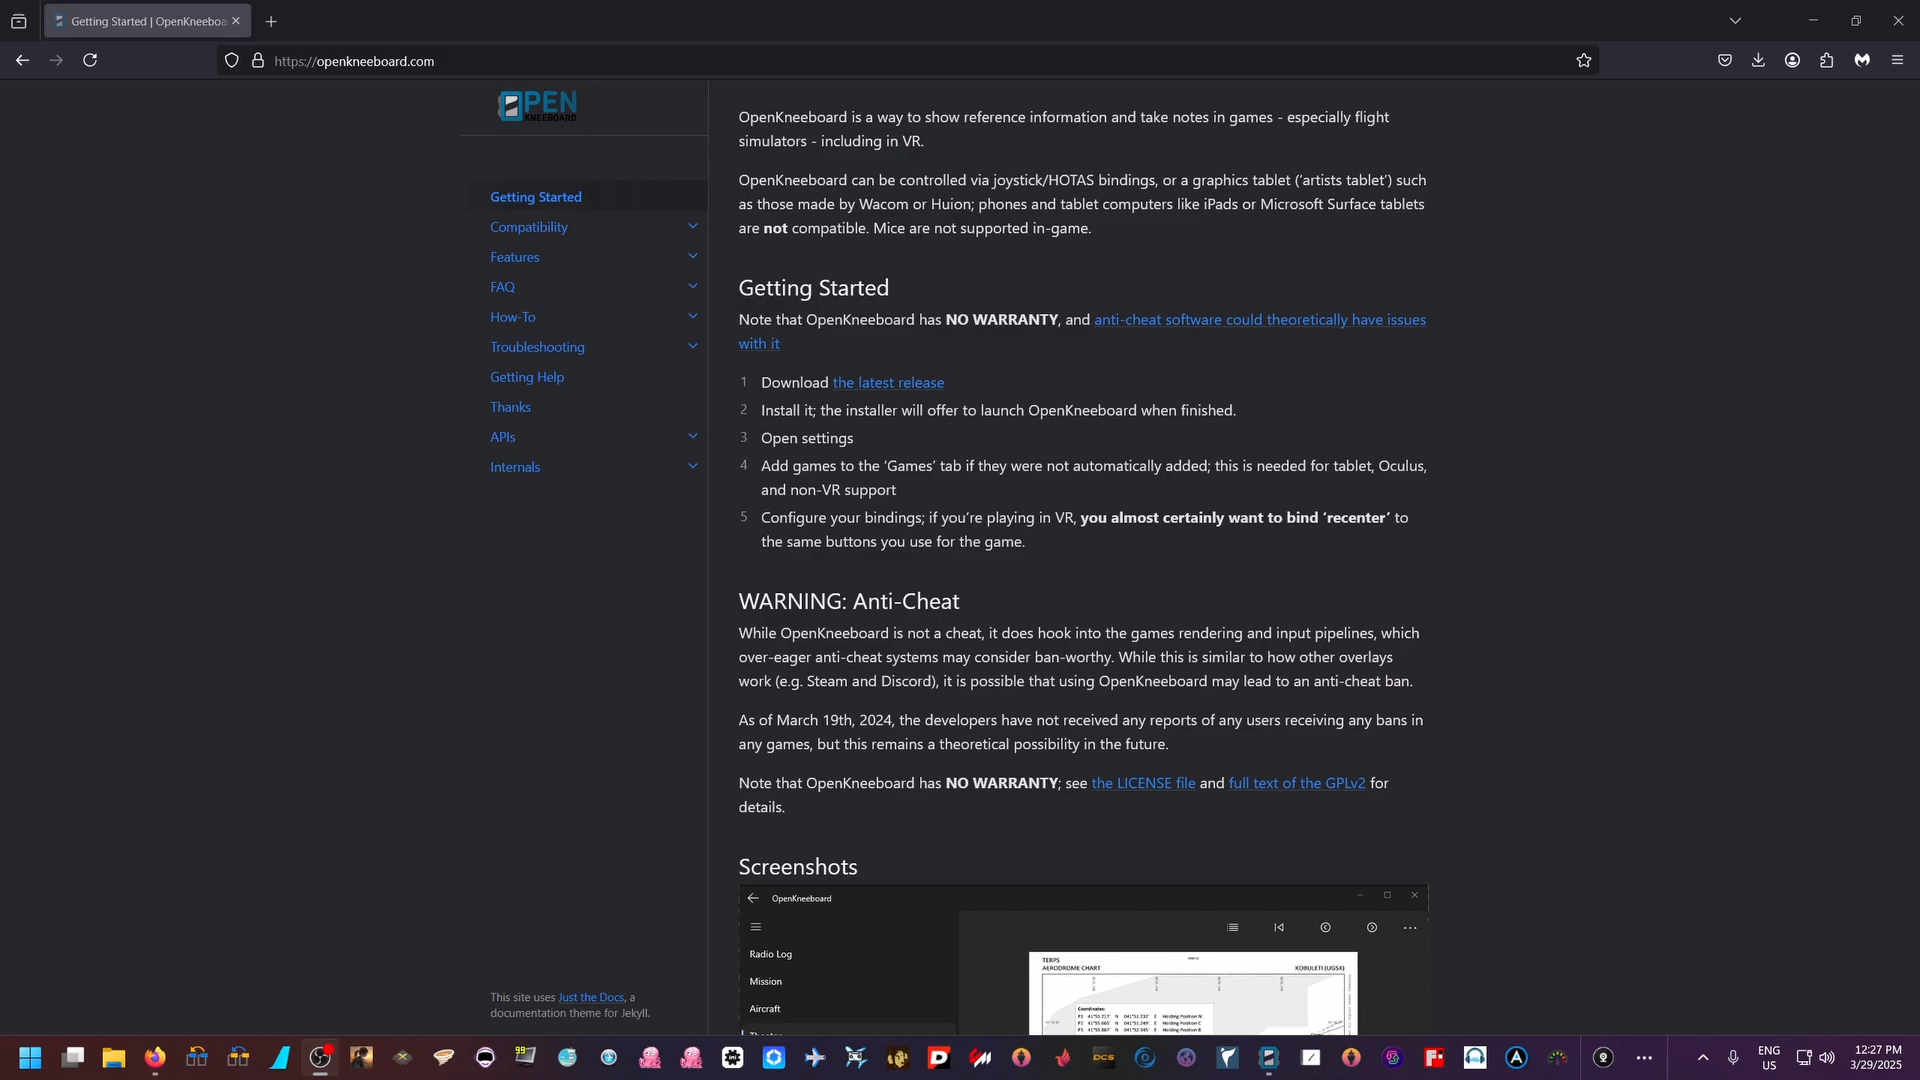 Getting Started | OpenKneeboa
https://openkneeboard.com
OPEN
KNEEBOARD
Getting Started
Compatibility
Features
FAQ
How-To
Troubleshooting
Getting Help
Thanks
APIs
Internals
This site uses Just the Docs, a
documentation theme for Jekyll.
OpenKneeboard is a way to show reference information and take notes in games - especially flight
simulators - including in VR.
OpenKneeboard can be controlled via joystick/HOTAS bindings, or a graphics tablet (‘artists tablet’) such
as those made by Wacom or Huion; phones and tablet computers like iPads or Microsoft Surface tablets
are not compatible. Mice are not supported in-game.
Getting Started
Note that OpenKneeboard has NO WARRANTY, and anti-cheat software could theoretically have issues
with it
1 Download the latest release
2 Install it; the installer will offer to launch OpenKneeboard when finished.
3 Open settings
4 Add games to the ‘Games’ tab if they were not automatically added; this is needed for tablet, Oculus,
and non-VR support
5 Configure your bindings; if you’re playing in VR, you almost certainly want to bind ‘recenter’ to
the same buttons you use for the game.
WARNING: Anti-Cheat
While OpenKneeboard is not a cheat, it does hook into the games rendering and input pipelines, which
over-eager anti-cheat systems may consider ban-worthy. While this is similar to how other overlays
work (e.g. Steam and Discord), it is possible that using OpenKneeboard may lead to an anti-cheat ban.
As of March 19th, 2024, the developers have not received any reports of any users receiving any bans in
any games, but this remains a theoretical possibility in the future.
Note that OpenKneeboard has NO WARRANTY; see the LICENSE file and full text of the GPLv2 for
details.
Screenshots
OpenKneeboard
Radio Log
Mission
Aircraft
Theater
TERPS
AERODROME CHART
KOBULETI (UGSX)
Coordinates:
Holding Position N
Holding Position C
Holding Position B
99
DCS
ENG
US
12:27 PM
3/29/2025